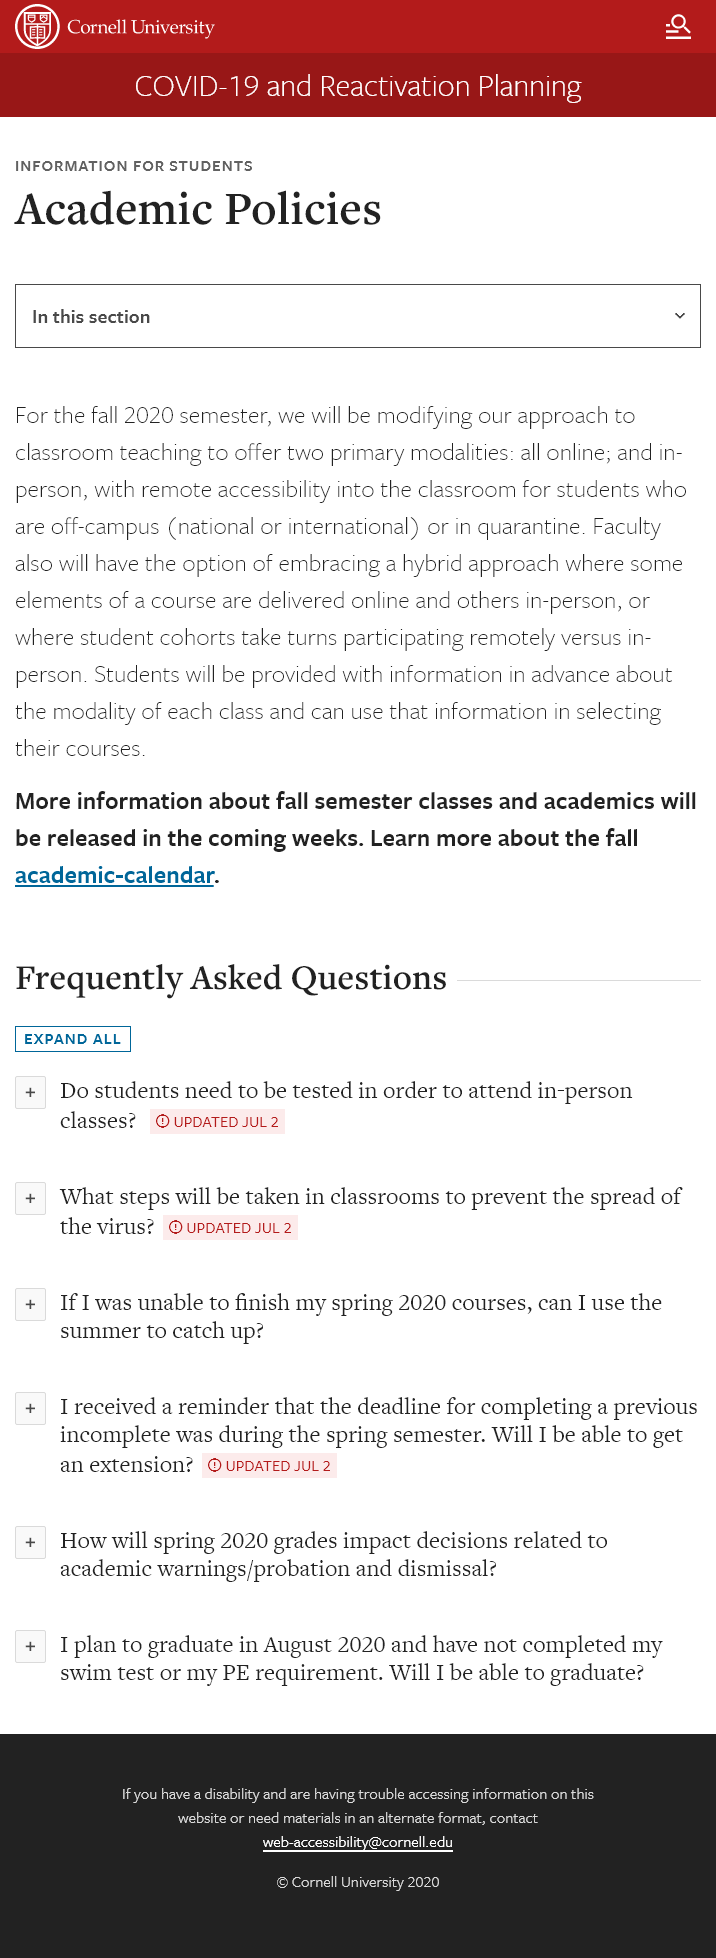 Cornell University
COVID-19 and Reactivation Planning
INFORMATION FOR STUDENTS
Academic Policies
In this section
For the fall 2020 semester, we will be modifying our approach to
classroom teaching to offer two primary modalities: all online; and in-
person, with remote accessibility into the classroom for students who
are off-campus (national or international) or in quarantine. Faculty
also will have the option of embracing a hybrid approach where some
elements of a course are delivered online and others in-person, or
where student cohorts take turns participating remotely versus in-
person. Students will be provided with information in advance about
the modality of each class and can use that information in selecting
their courses.
More information about fall semester classes and academics will
be released in the coming weeks. Learn more about the fall
academic-calendar.
Frequently Asked Questions
EXPAND ALL
+ Do students need to be tested in order to attend in-person
classes? UPDATED JUL 2
+ What steps will be taken in classrooms to prevent the spread of
the virus? UPDATED JUL 2
+ If I was unable to finish my spring 2020 courses, can I use the
summer to catch up?
+ I received a reminder that the deadline for completing a previous
incomplete was during the spring semester. Will I be able to get
an extension? UPDATED JUL 2
+ How will spring 2020 grades impact decisions related to
academic warnings/probation and dismissal?
+ I plan to graduate in August 2020 and have not completed my
swim test or my PE requirement. Will I be able to graduate?
If you have a disability and are having trouble accessing information on this
website or need materials in an alternate format, contact
web-accessibility@cornell.edu
© Cornell University 2020